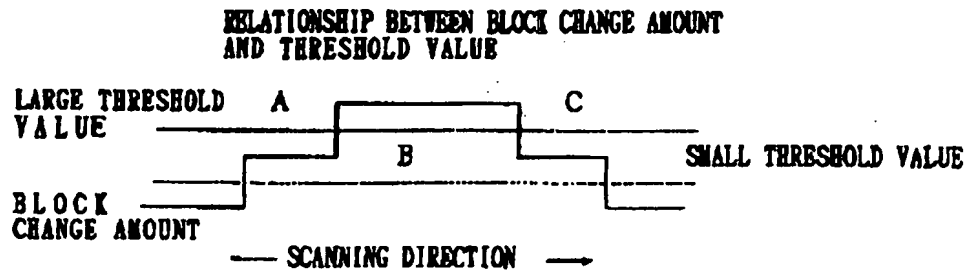 RELATIONSHIP BETWEEN BLOCK CHANGE AMOUNT
AND THRESHOLD VALUE
LARGE THRESHOLD
VALUE
A
C
B
SMALL THRESHOLD VALUE
BLOCK
CHANGE AMOUNT
SCANNING DIRECTION